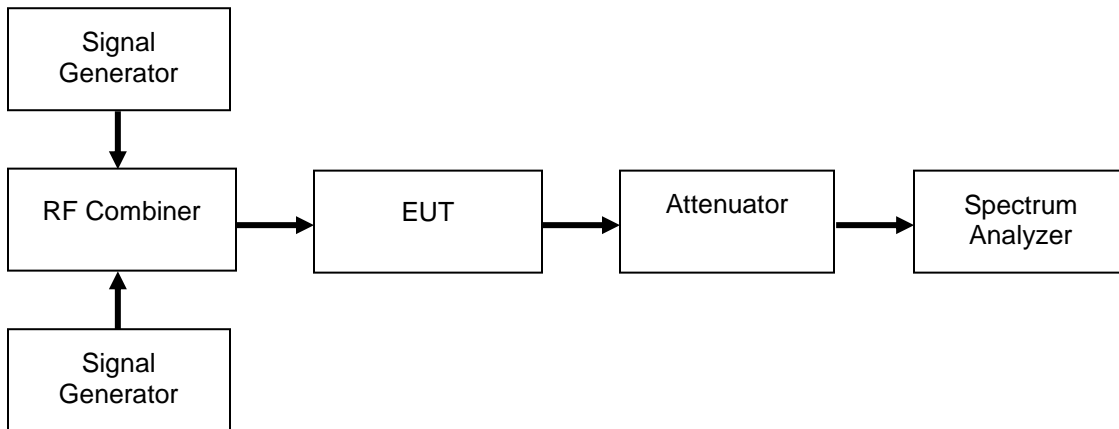 Signal
Generator
RF Combiner
EUT
Attenuator
Spectrum
Analyzer
Signal
Generator